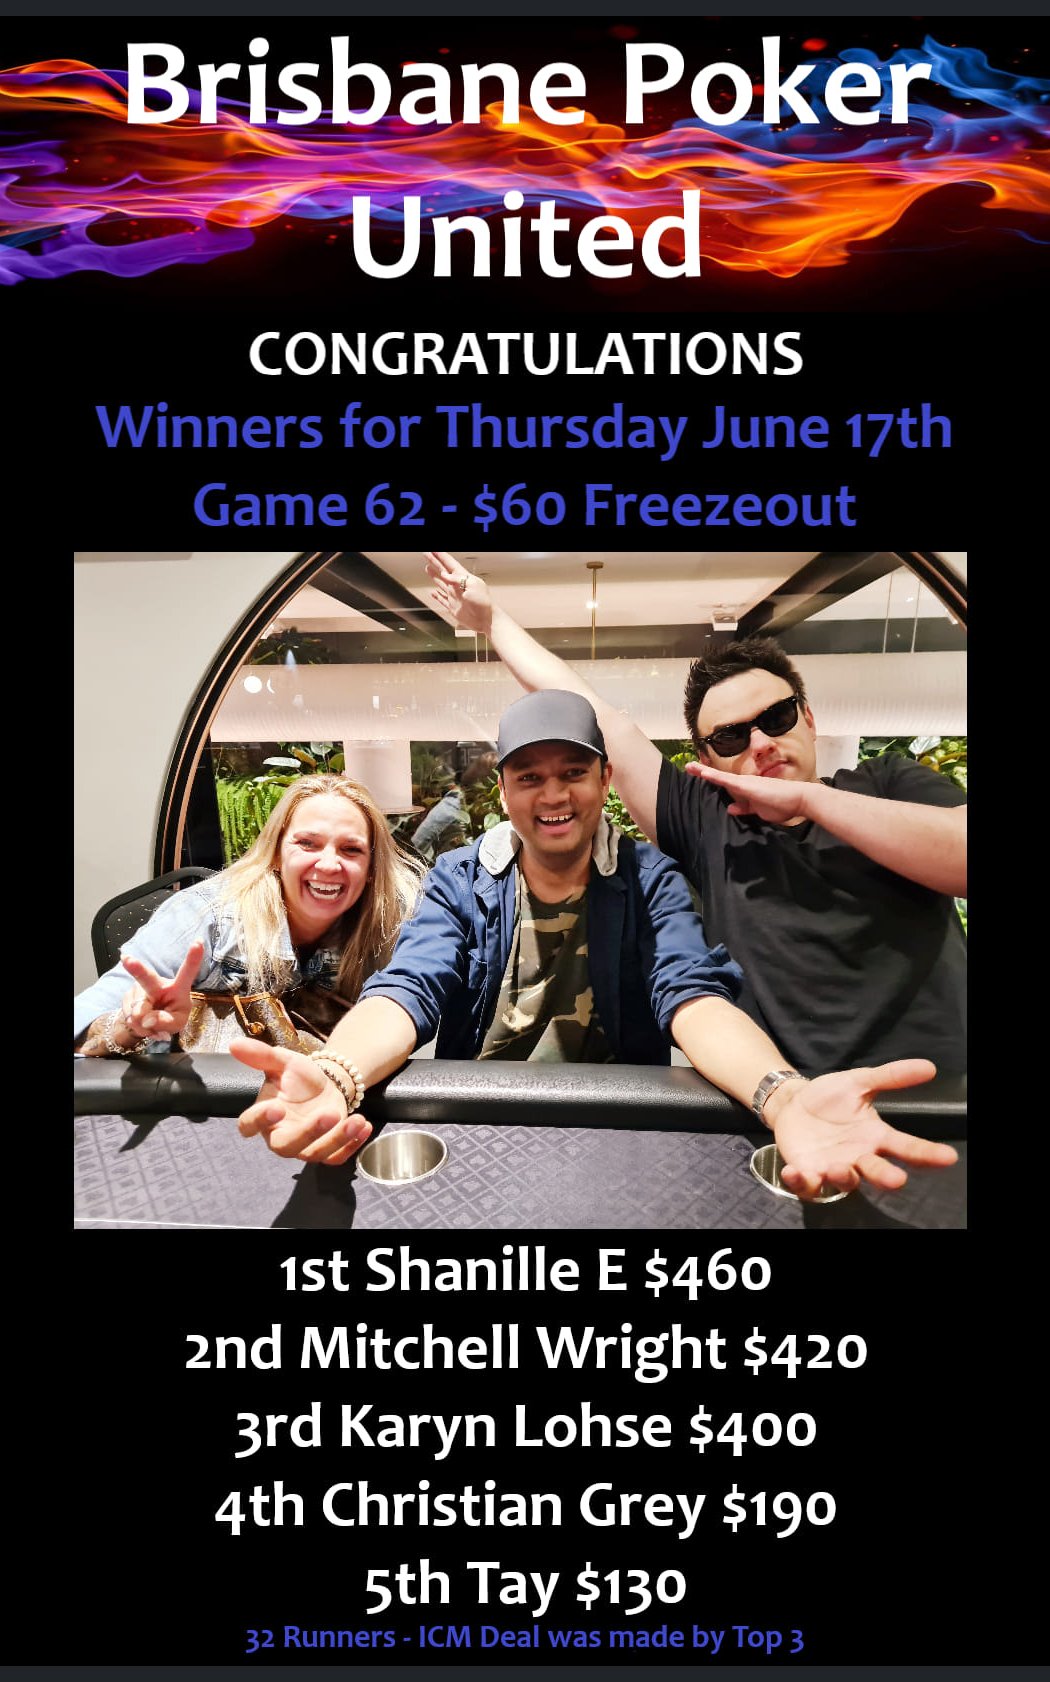 Brisbane Poker
United
CONGRATULATIONS
Winners for Thursday June 17th
Game 62 - $60 Freezeout
1st Shanille E $460
2nd Mitchell Wright $420
3rd Karyn Lohse $400
4th Christian Grey $190
5th Tay $130
32 Runners - ICM Deal was made by Top 3